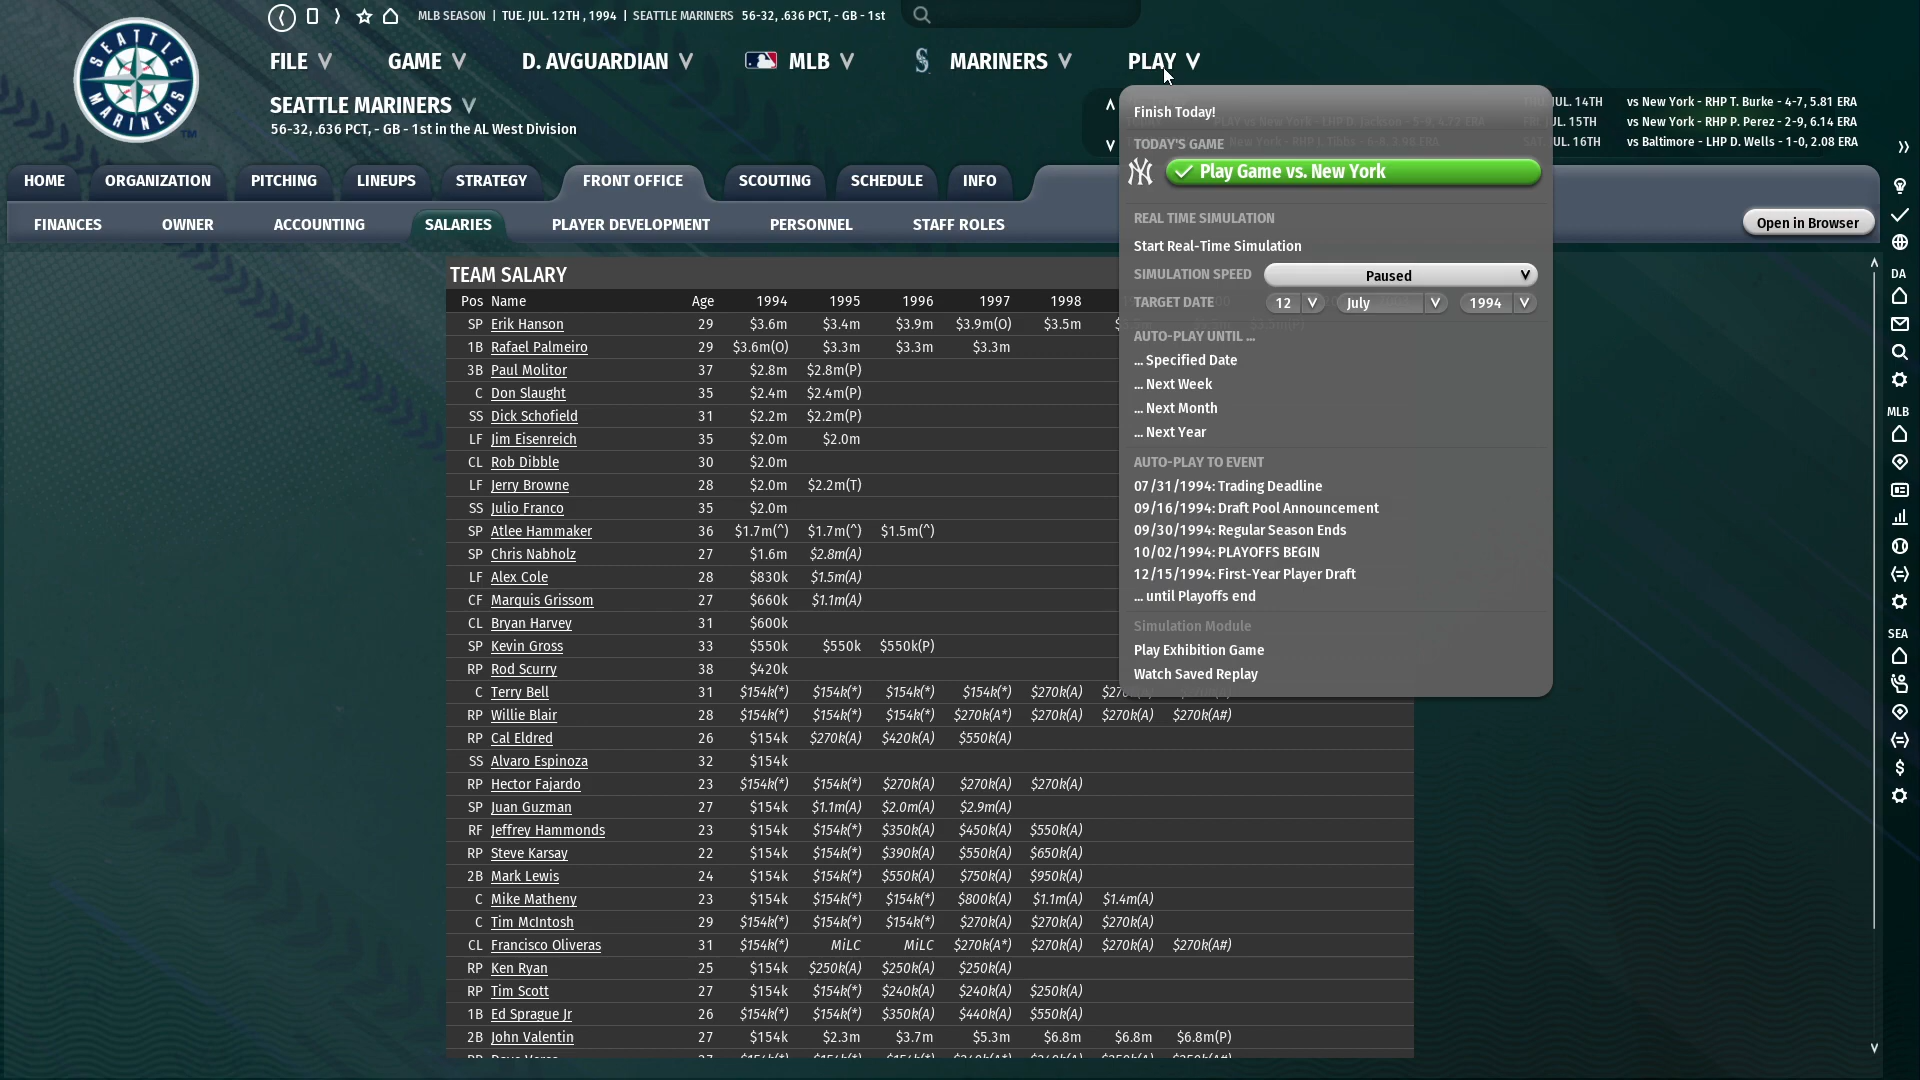 MLB SEASON | TUE. JUL. 12TH , 1994 | SEATTLE MARINERS 56-32, .636 PCT, - GB - 1st
SEATTLE MARINERS TM
FILE GAME D. AVGUARDIAN MLB MARINERS PLAY
SEATTLE MARINERS
56-32, .636 PCT, - GB - 1st in the AL West Division
JUL. 14TH vs New York - RHP T. Burke - 4-7, 5.81 ERA
JUL. 15TH vs New York - RHP P. Perez - 2-9, 6.14 ERA
JUL. 16TH vs Baltimore - LHP D. Wells - 1-0, 2.08 ERA
HOME ORGANIZATION PITCHING LINEUPS STRATEGY FRONT OFFICE SCOUTING SCHEDULE INFO
FINANCES OWNER ACCOUNTING SALARIES PLAYER DEVELOPMENT PERSONNEL STAFF ROLES Open in Browser
Finish Today!
TODAY'S GAME
NY Play Game vs. New York
REAL TIME SIMULATION
Start Real-Time Simulation
SIMULATION SPEED Paused
TARGET DATE 12 July 1994
AUTO-PLAY UNTIL ...
... Specified Date
... Next Week
... Next Month
... Next Year
AUTO-PLAY TO EVENT
07/31/1994: Trading Deadline
09/16/1994: Draft Pool Announcement
09/30/1994: Regular Season Ends
10/02/1994: PLAYOFFS BEGIN
12/15/1994: First-Year Player Draft
... until Playoffs end
Simulation Module
Play Exhibition Game
Watch Saved Replay
TEAM SALARY
Pos Name Age 1994 1995 1996 1997 1998
SP Erik Hanson 29 $3.6m $3.4m $3.9m $3.9m(O) $3.5m
1B Rafael Palmeiro 29 $3.6m(O) $3.3m $3.3m $3.3m
3B Paul Molitor 37 $2.8m $2.8m(P)
C Don Slaught 35 $2.4m $2.4m(P)
SS Dick Schofield 31 $2.2m $2.2m(P)
LF Jim Eisenreich 35 $2.0m $2.0m
CL Rob Dibble 30 $2.0m
LF Jerry Browne 28 $2.0m $2.2m(T)
SS Julio Franco 35 $2.0m
SP Atlee Hammaker 36 $1.7m(^) $1.7m(^) $1.5m(^)
SP Chris Nabholz 27 $1.6m $2.8m(A)
LF Alex Cole 28 $830k $1.5m(A)
CF Marquis Grissom 27 $660k $1.1m(A)
CL Bryan Harvey 31 $600k
SP Kevin Gross 33 $550k $550k $550k(P)
RP Rod Scurry 38 $420k
C Terry Bell 31 $154k(*) $154k(*) $154k(*) $154k(*) $270k(A)
RP Willie Blair 28 $154k(*) $154k(*) $154k(*) $270k(A*) $270k(A) $270k(A) $270k(A#)
RP Cal Eldred 26 $154k $270k(A) $420k(A) $550k(A)
SS Alvaro Espinoza 32 $154k
RP Hector Fajardo 23 $154k(*) $154k(*) $270k(A) $270k(A) $270k(A)
SP Juan Guzman 27 $154k $1.1m(A) $2.0m(A) $2.9m(A)
RF Jeffrey Hammonds 23 $154k $154k(*) $350k(A) $450k(A) $550k(A)
RP Steve Karsay 22 $154k $154k(*) $390k(A) $550k(A) $650k(A)
2B Mark Lewis 24 $154k $154k(*) $550k(A) $750k(A) $950k(A)
C Mike Matheny 23 $154k $154k(*) $154k(*) $800k(A) $1.1m(A) $1.4m(A)
C Tim McIntosh 29 $154k(*) $154k(*) $154k(*) $270k(A) $270k(A) $270k(A)
CL Francisco Oliveras 31 $154k(*) MiLC MiLC $270k(A*) $270k(A) $270k(A) $270k(A#)
RP Ken Ryan 25 $154k $250k(A) $250k(A) $250k(A)
RP Tim Scott 27 $154k $154k(*) $240k(A) $240k(A) $250k(A)
1B Ed Sprague Jr 26 $154k(*) $154k(*) $350k(A) $440k(A) $550k(A)
2B John Valentin 27 $154k $2.3m $3.7m $5.3m $6.8m $6.8m $6.8m(P)
DA
MLB
SEA